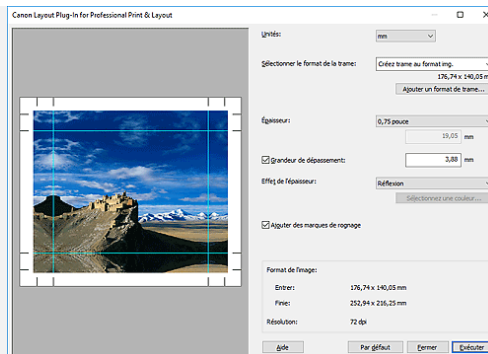 Canon Layout Plug-In for Professional Print & Layout
Unités: mm
Sélectionner le format de la trame: Créez trame au format img.
176,74 x 140,05 mm
Ajouter un format de trame...
Épaisseur: 0,75 pouce
19,05 mm
Grandeur de dépassement: 3,88 mm
Effet de l'épaisseur: Réflexion
Sélectionnez une couleur...
Ajouter des marques de rognage
Format de l'image:
Entrer: 176,74 x 140,05 mm
Finie: 252,94 x 216,25 mm
Résolution: 72 dpi
Aide Par défaut Fermer Exécuter